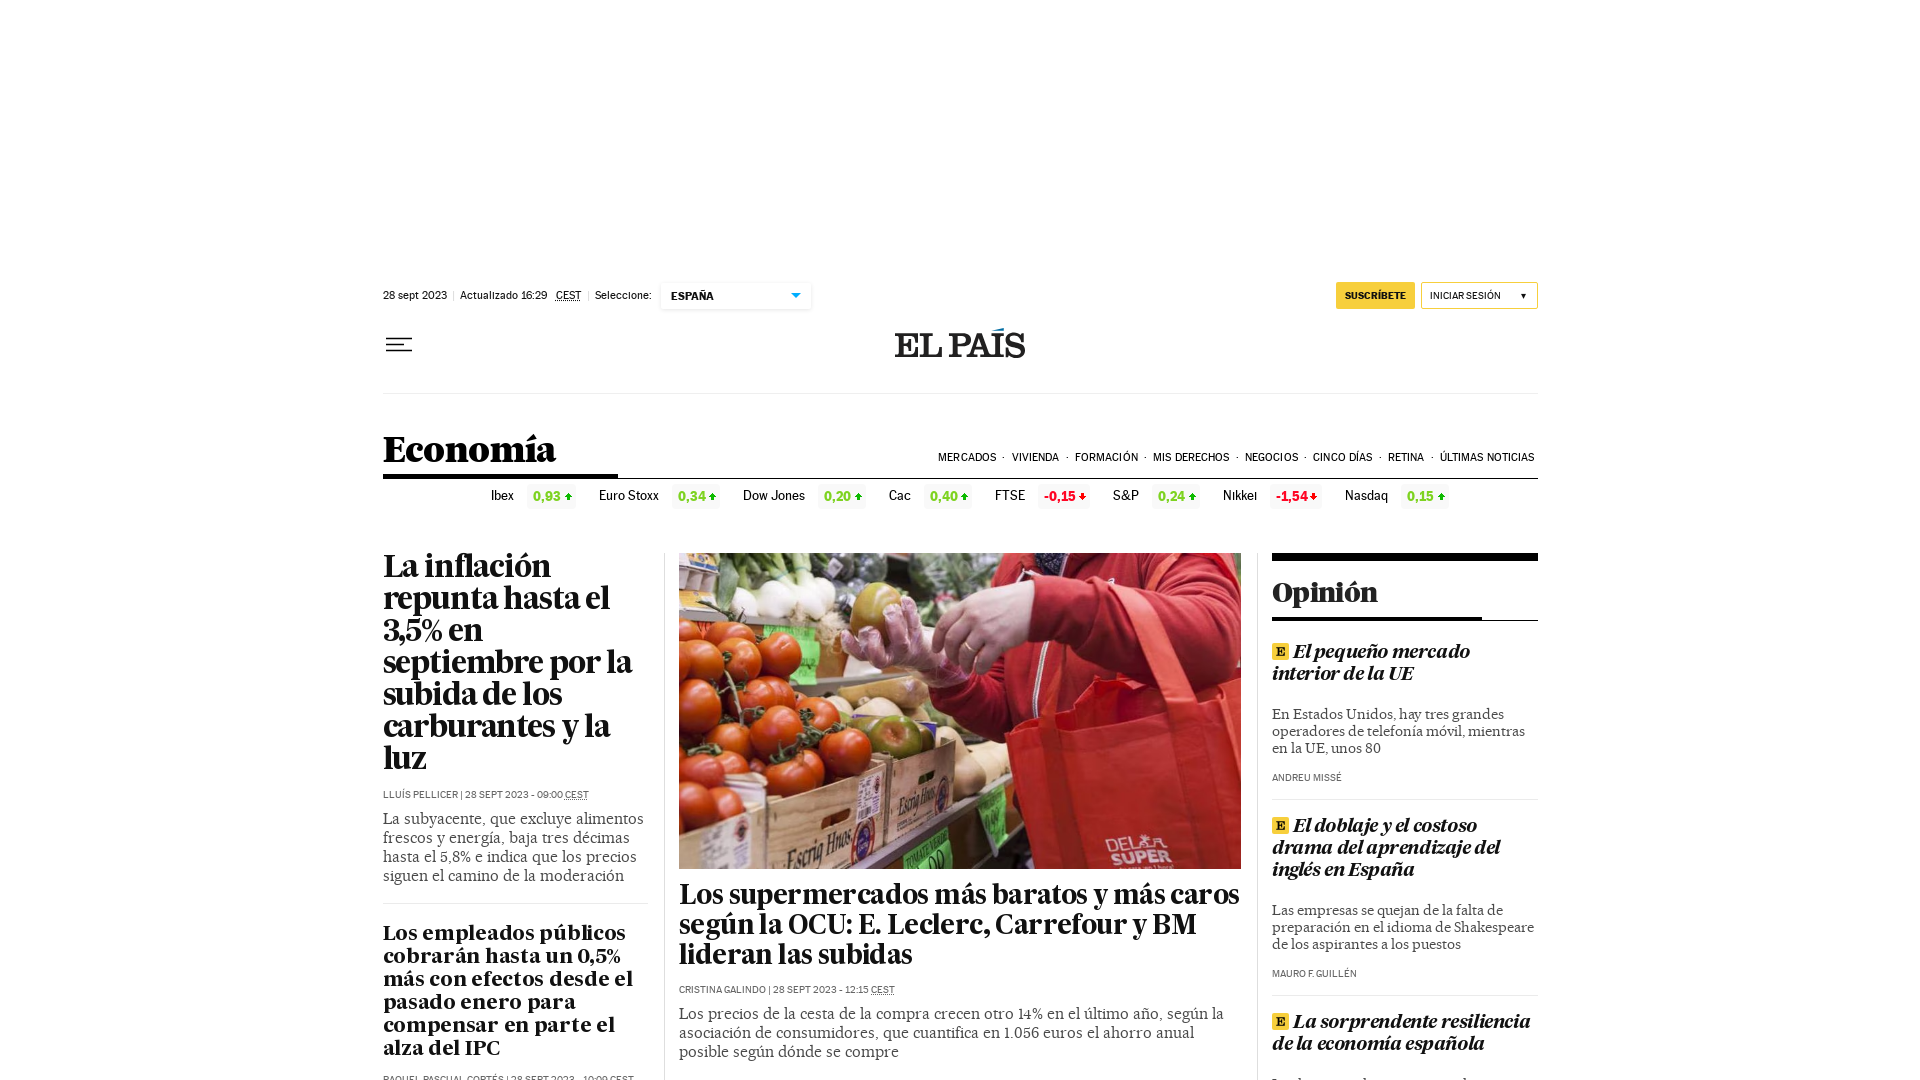 28 sept 2023 Actualizado 16:29 CEST Seleccione: ESPAÑA
SUSCRÍBETE INICIAR SESIÓN ▼
EL PAÍS
Economía
MERCADOS · VIVIENDA · FORMACIÓN · MIS DERECHOS · NEGOCIOS · CINCO DÍAS · RETINA · ÚLTIMAS NOTICIAS
Ibex 0,93 Euro Stoxx 0,34 Dow Jones 0,20 Cac 0,40 FTSE -0,15 S&P 0,24 Nikkei -1,54 Nasdaq 0,15
La inflación
repunta hasta el
3,5% en
septiembre por la
subida de los
carburantes y la
luz
LLUÍS PELLICER | 28 SEPT 2023 - 09:00 CEST
La subyacente, que excluye alimentos
frescos y energía, baja tres décimas
hasta el 5,8% e indica que los precios
siguen el camino de la moderación
Los empleados públicos
cobrarán hasta un 0,5%
más con efectos desde el
pasado enero para
compensar en parte el
alza del IPC
RAQUEL PASCUAL CORTÉS | 28 SEPT 2023 - 10:09 CEST
Escrig Hnos.
TOMATE VERDE
DEL
SUPER
Los supermercados más baratos y más caros
según la OCU: E. Leclerc, Carrefour y BM
lideran las subidas
CRISTINA GALINDO | 28 SEPT 2023 - 12:15 CEST
Los precios de la cesta de la compra crecen otro 14% en el último año, según la
asociación de consumidores, que cuantifica en 1.056 euros el ahorro anual
posible según dónde se compre
Opinión
E El pequeño mercado
interior de la UE
En Estados Unidos, hay tres grandes
operadores de telefonía móvil, mientras
en la UE, unos 80
ANDREU MISSÉ
E El doblaje y el costoso
drama del aprendizaje del
inglés en España
Las empresas se quejan de la falta de
preparación en el idioma de Shakespeare
de los aspirantes a los puestos
MAURO F. GUILLÉN
E La sorprendente resiliencia
de la economía española